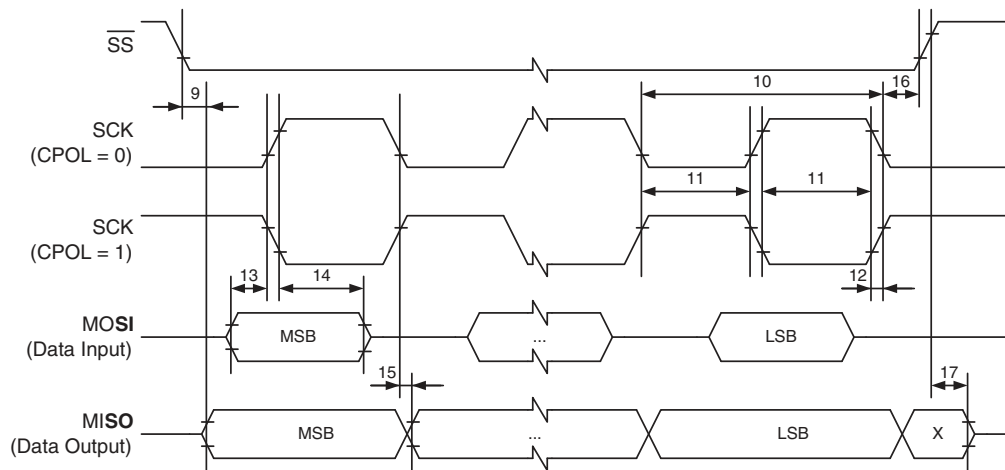 SS
10
16
9
SCK
(CPOL = 0)
11
11
SCK
(CPOL = 1)
13
14
12
MOSI
(Data Input)
MSB
...
LSB
15
17
MISO
(Data Output)
MSB
...
LSB
X